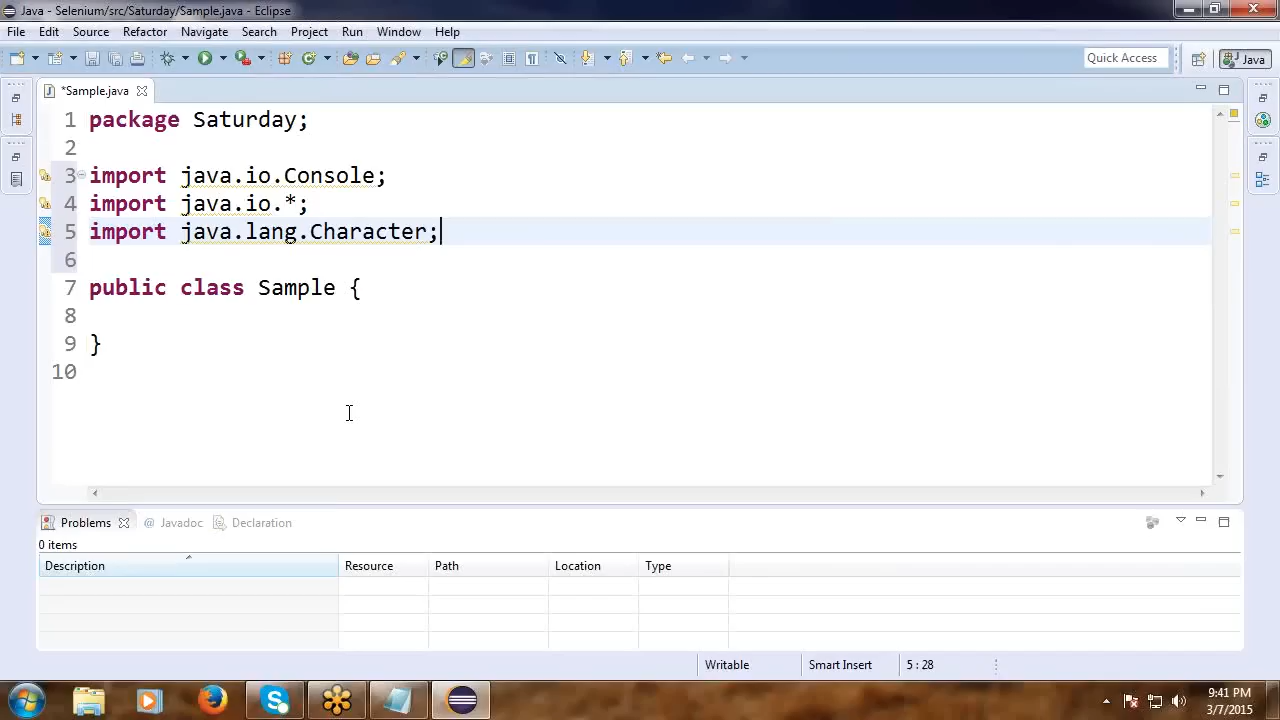 Java - Selenium/src/Saturday/Sample.java - Eclipse
File Edit Source Refactor Navigate Search Project Run Window Help
Quick Access Java
*Sample.java
1 package Saturday;
2
3 import java.io.Console;
4 import java.io.*;
5 import java.lang.Character;
6
7 public class Sample {
8
9 }
10
Problems @ Javadoc Declaration
0 items
Description Resource Path Location Type
Writable Smart Insert 5 : 28
9:41 PM
3/7/2015